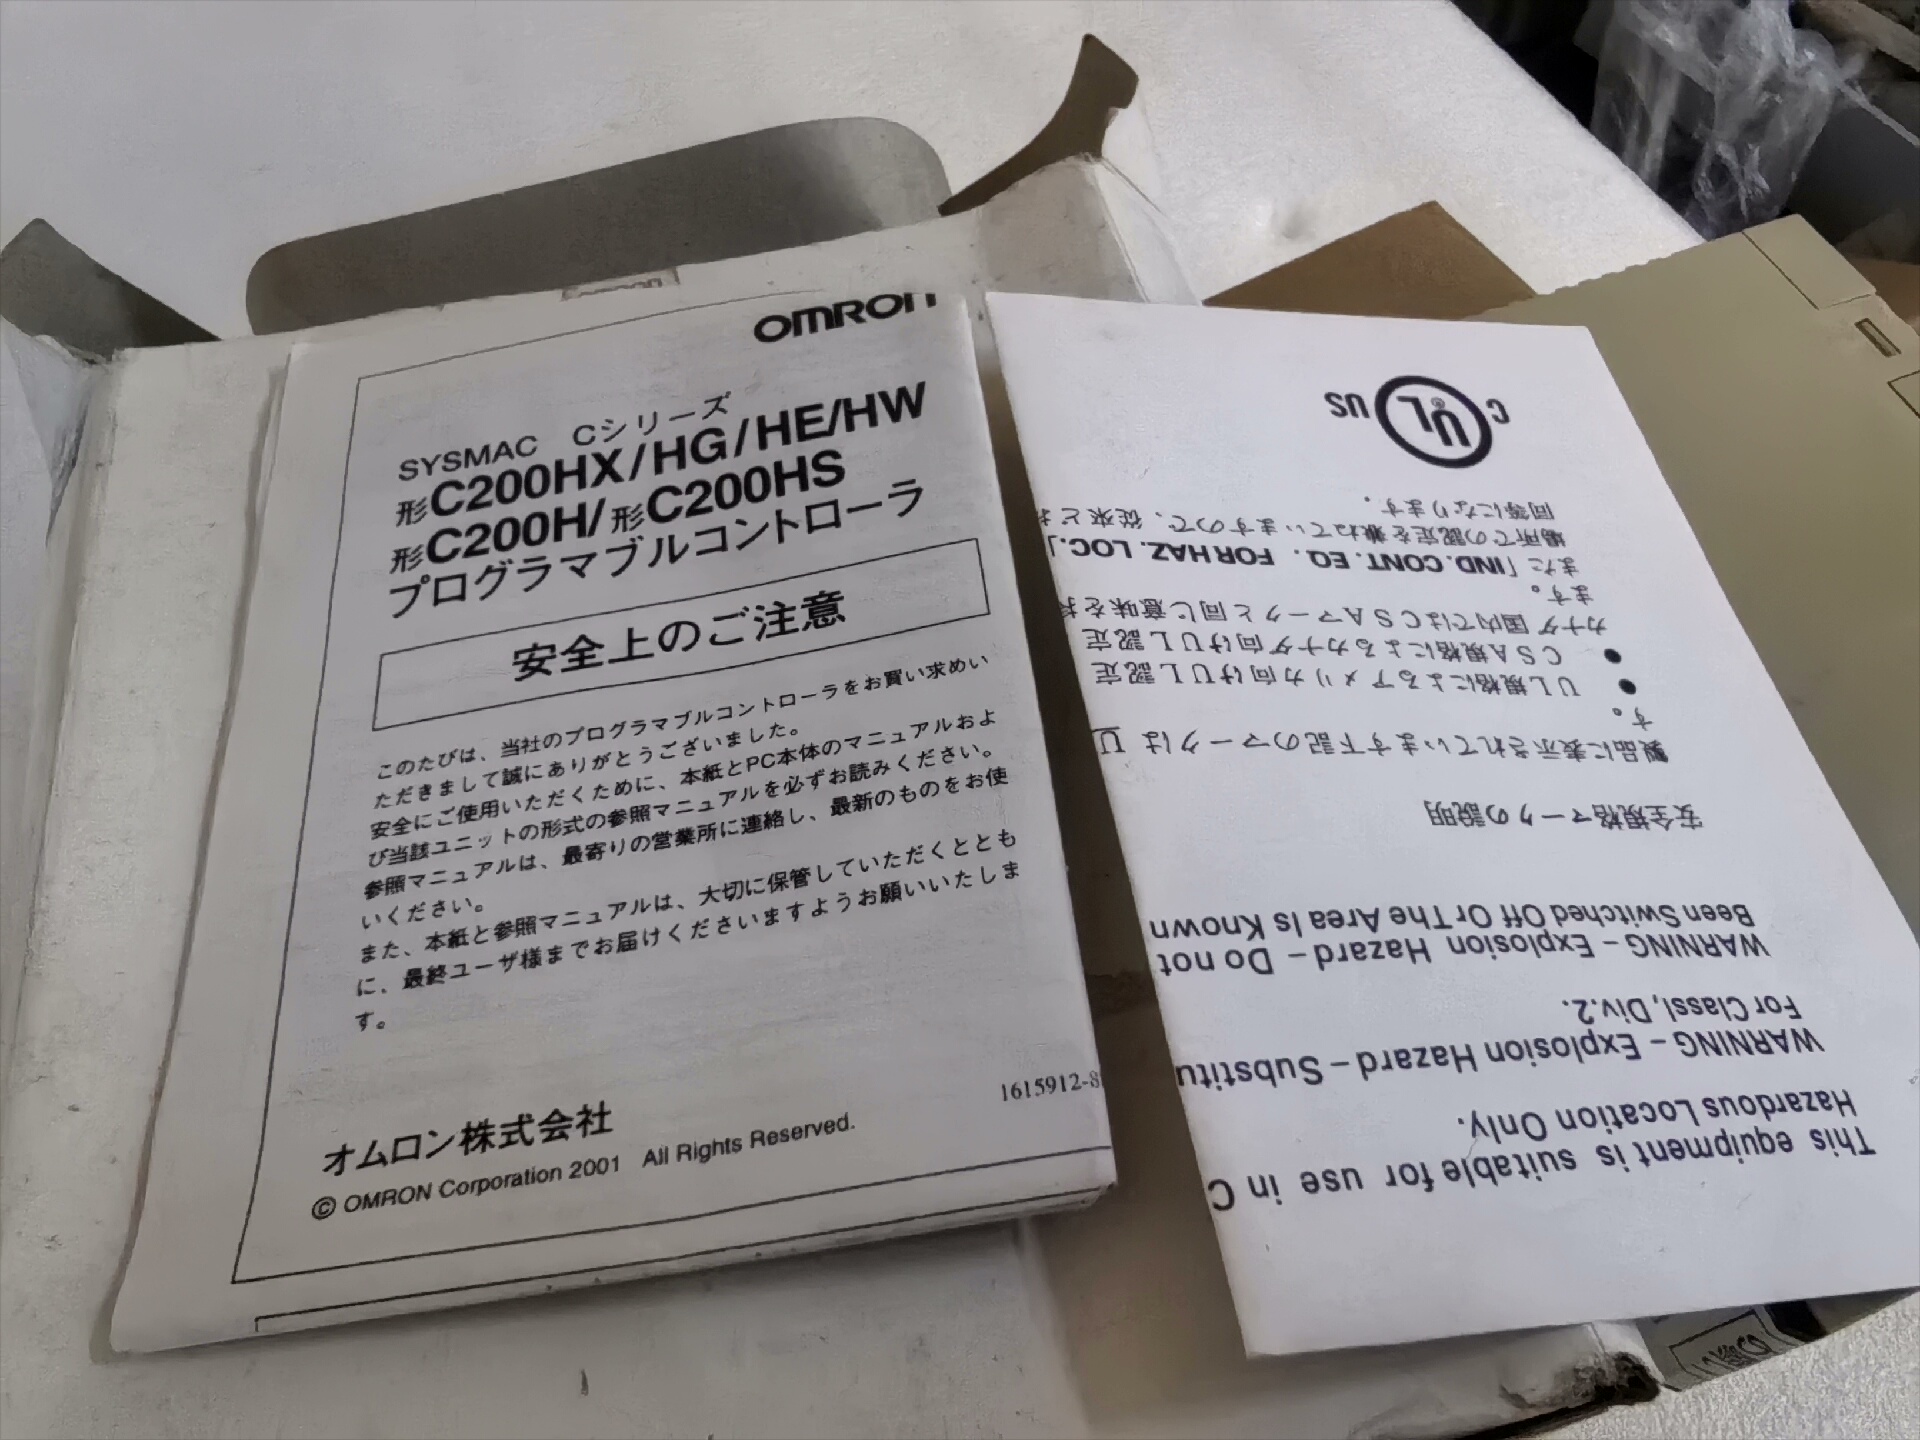 OMRON
SYSMAC Cシリーズ
形C200HX/HG/HE/HW
形C200H/形C200HS
プログラマブルコントローラ
安全上のご注意
このたびは、当社のプログラマブルコントローラをお買い求めい
ただきまして誠にありがとうございました。
安全にご使用いただくために、本紙とPC本体のマニュアルおよ
び当該ユニットの形式の参照マニュアルを必ずお読みください。
参照マニュアルは、最寄りの営業所に連絡し、最新のものをお使
いください。
また、本紙と参照マニュアルは、大切に保管していただくととも
に、最終ユーザ様までお届けくださいますようお願いいたしま
す。
1615912-8
オムロン株式会社
© OMRON Corporation 2001 All Rights Reserved.
This equipment is suitable for use in C
Hazardous Location Only.
WARNING – Explosion Hazard – Substitu
For ClassI, Div.2.
WARNING – Explosion Hazard – Do not
Been Switched Off Or The Area Is Known
安全規格マークの説明
製品に表示されています下記のマークは U
す。
● UL規格によるアメリカ向けUL認定
● CSA規格によるカナダ向けUL認定
カナダ国内ではCSAマークと同じ意味を
ます。
また「IND. CONT. EQ. FOR HAZ. LOC.」
場所での認定を兼ねていますので、従来と
同等になります。
C UL US